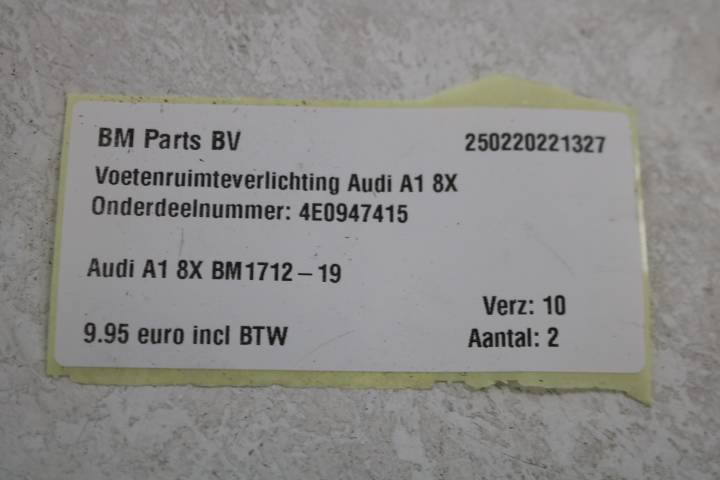 BM Parts BV 250220221327
Voetenruimteverlichting Audi A1 8X
Onderdeelnummer: 4E0947415
Audi A1 8X BM1712-19
Verz: 10
9.95 euro incl BTW Aantal: 2